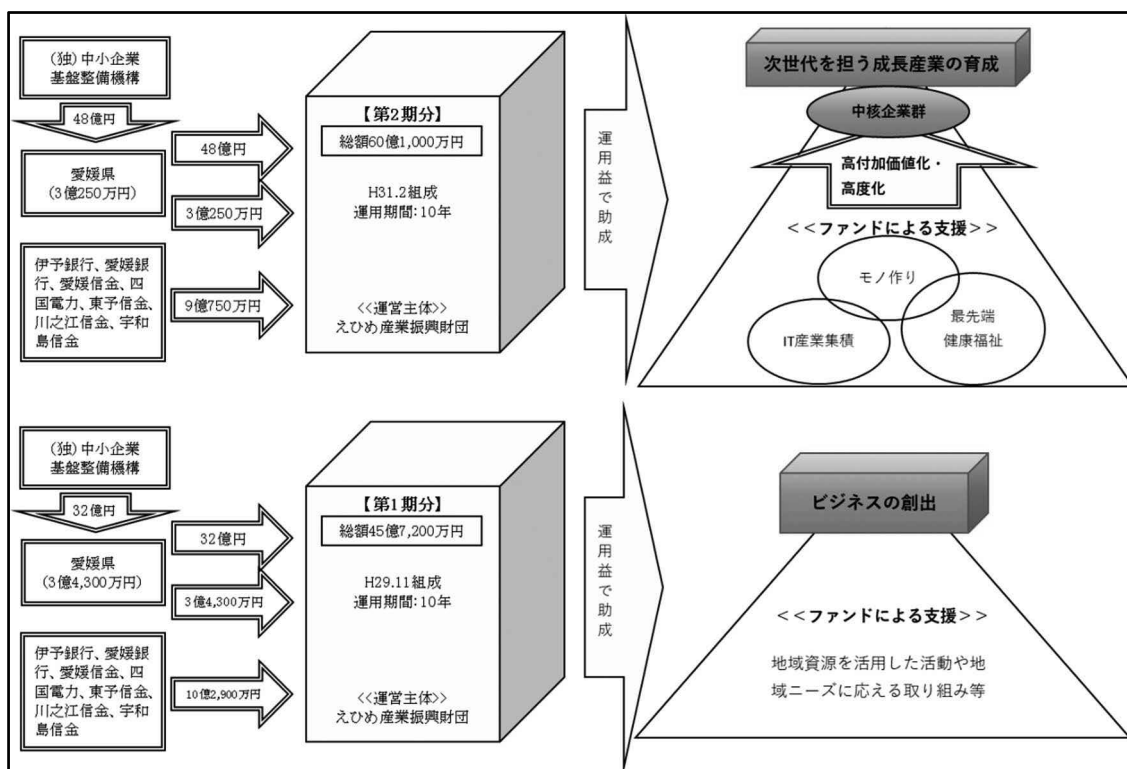 (独)中小企業
基盤整備機構
48億円
愛媛県
(3億250万円)
伊予銀行、愛媛銀
行、愛媛信金、四
国電力、東予信金、
川之江信金、宇和
島信金
48億円
3億250万円
9億750万円
【第2期分】
総額60億1,000万円
H31.2組成
運用期間:10年
<<運営主体>>
えひめ産業振興財団
運用益で助成
次世代を担う成長産業の育成
中核企業群
高付加価値化・
高度化
<<ファンドによる支援>>
モノ作り
IT産業集積
最先端
健康福祉
(独)中小企業
基盤整備機構
32億円
愛媛県
(3億4,300万円)
伊予銀行、愛媛銀
行、愛媛信金、四
国電力、東予信金、
川之江信金、宇和
島信金
32億円
3億4,300万円
10億2,900万円
【第1期分】
総額45億7,200万円
H29.11組成
運用期間:10年
<<運営主体>>
えひめ産業振興財団
運用益で助成
ビジネスの創出
<<ファンドによる支援>>
地域資源を活用した活動や地
域ニーズに応える取り組み等